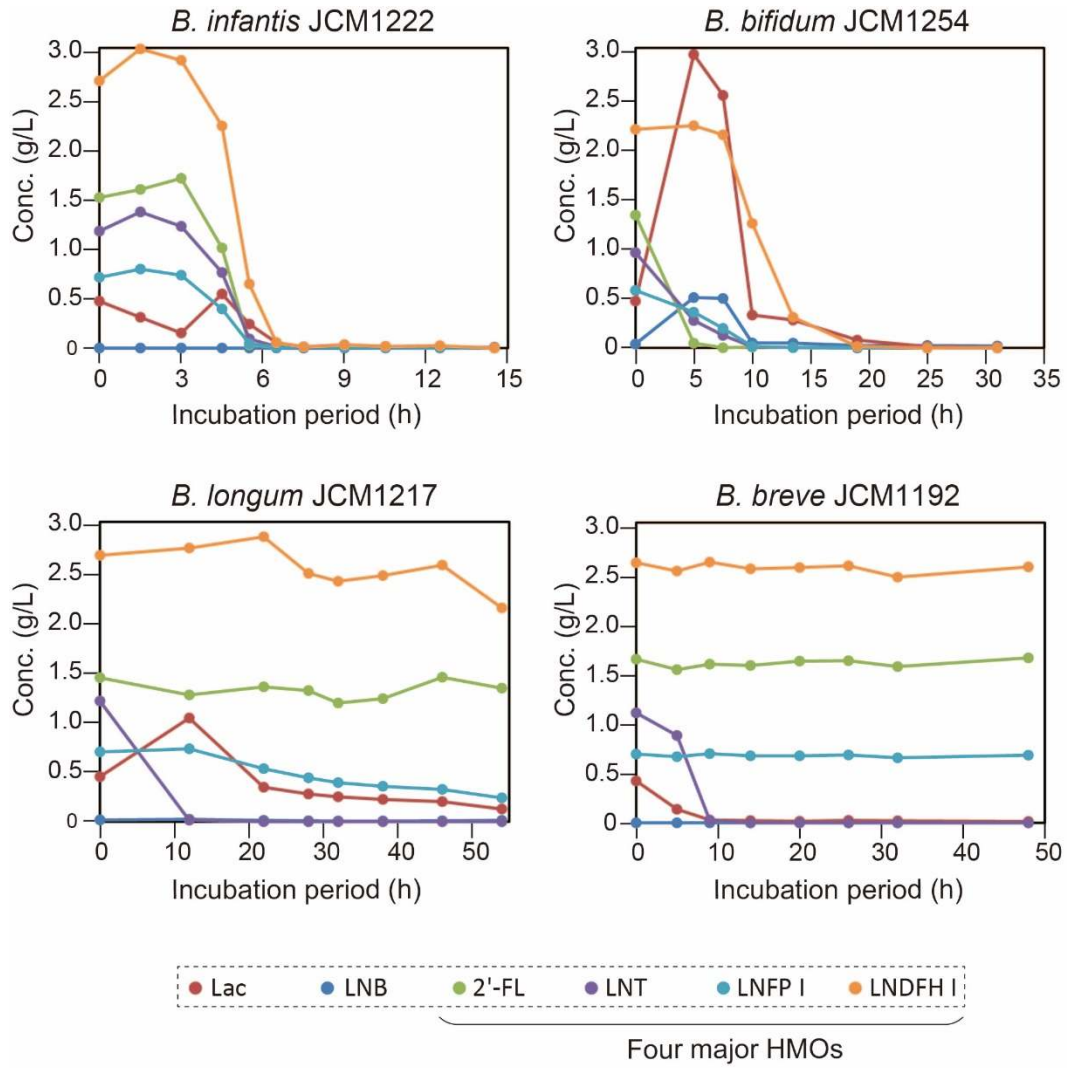 B. infantis JCM1222
3.0
2.5
2.0
1.5
1.0
0.5
0
Conc. (g/L)
0 3 6 9 12 15
Incubation period (h)
B. bifidum JCM1254
3.0
2.5
2.0
1.5
1.0
0.5
0
Conc. (g/L)
0 5 10 15 20 25 30 35
Incubation period (h)
B. longum JCM1217
3.0
2.5
2.0
1.5
1.0
0.5
0
Conc. (g/L)
0 10 20 30 40 50
Incubation period (h)
B. breve JCM1192
3.0
2.5
2.0
1.5
1.0
0.5
0
Conc. (g/L)
0 10 20 30 40 50
Incubation period (h)
Lac LNB 2'-FL LNT LNFP I LNDFH I
Four major HMOs